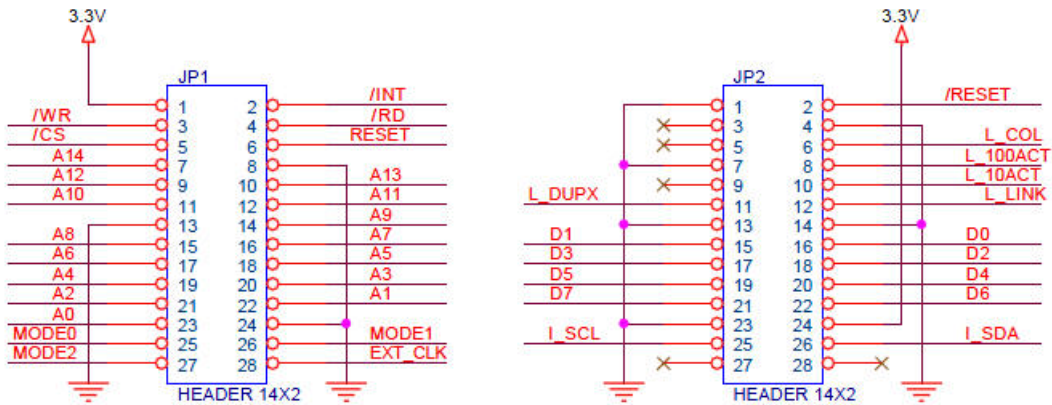 3.3V
JP1
1 2 /INT
/WR 3 4 /RD
/CS 5 6 RESET
A14 7 8
A12 9 10 A13
A10 11 12 A11
13 14 A9
A8 15 16 A7
A6 17 18 A5
A4 19 20 A3
A2 21 22 A1
A0 23 24
MODE0 25 26 MODE1
MODE2 27 28 EXT_CLK
HEADER 14X2
3.3V
JP2
1 2 /RESET
3 4
5 6 L_COL
7 8 L_100ACT
9 10 L_10ACT
L_DUPX 11 12 L_LINK
13 14
D1 15 16 D0
D3 17 18 D2
D5 19 20 D4
D7 21 22 D6
23 24
I_SCL 25 26 I_SDA
27 28
HEADER 14X2